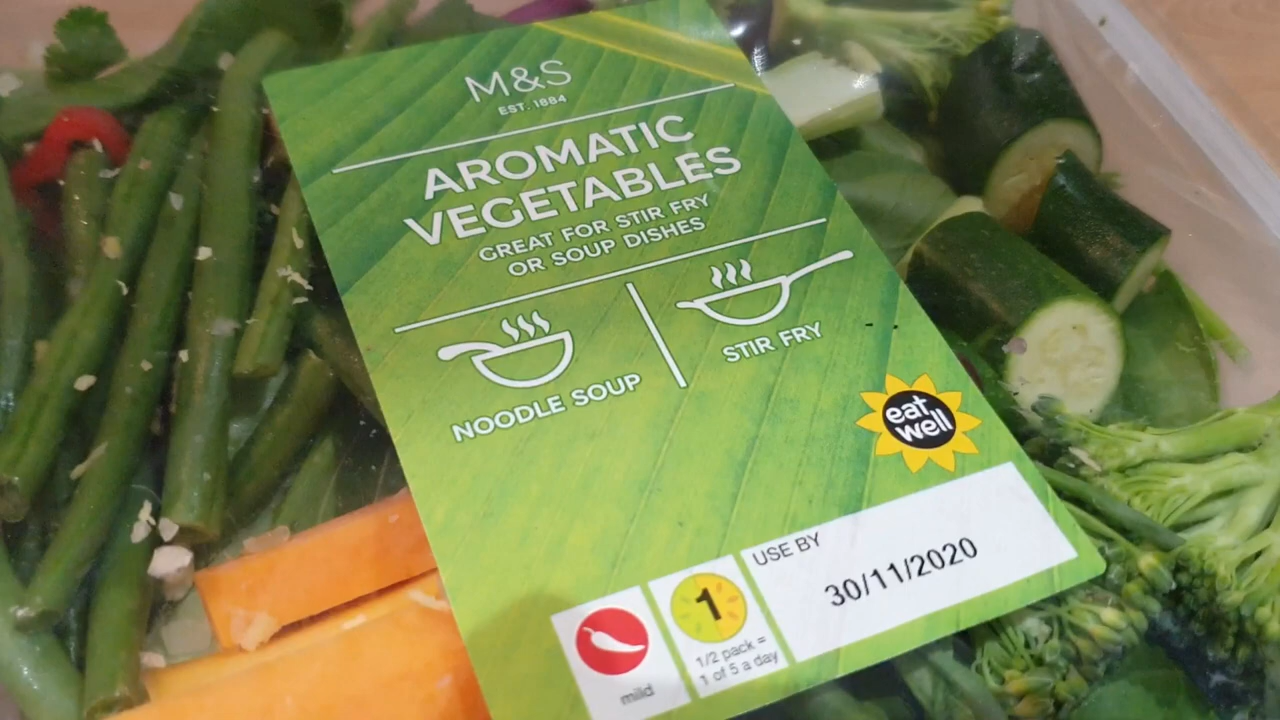 M&S
EST. 1884
AROMATIC
VEGETABLES
GREAT FOR STIR FRY
OR SOUP DISHES
NOODLE SOUP
STIR FRY
eat
well
USE BY
30/11/2020
mild
1
1/2 pack =
1 of 5 a day